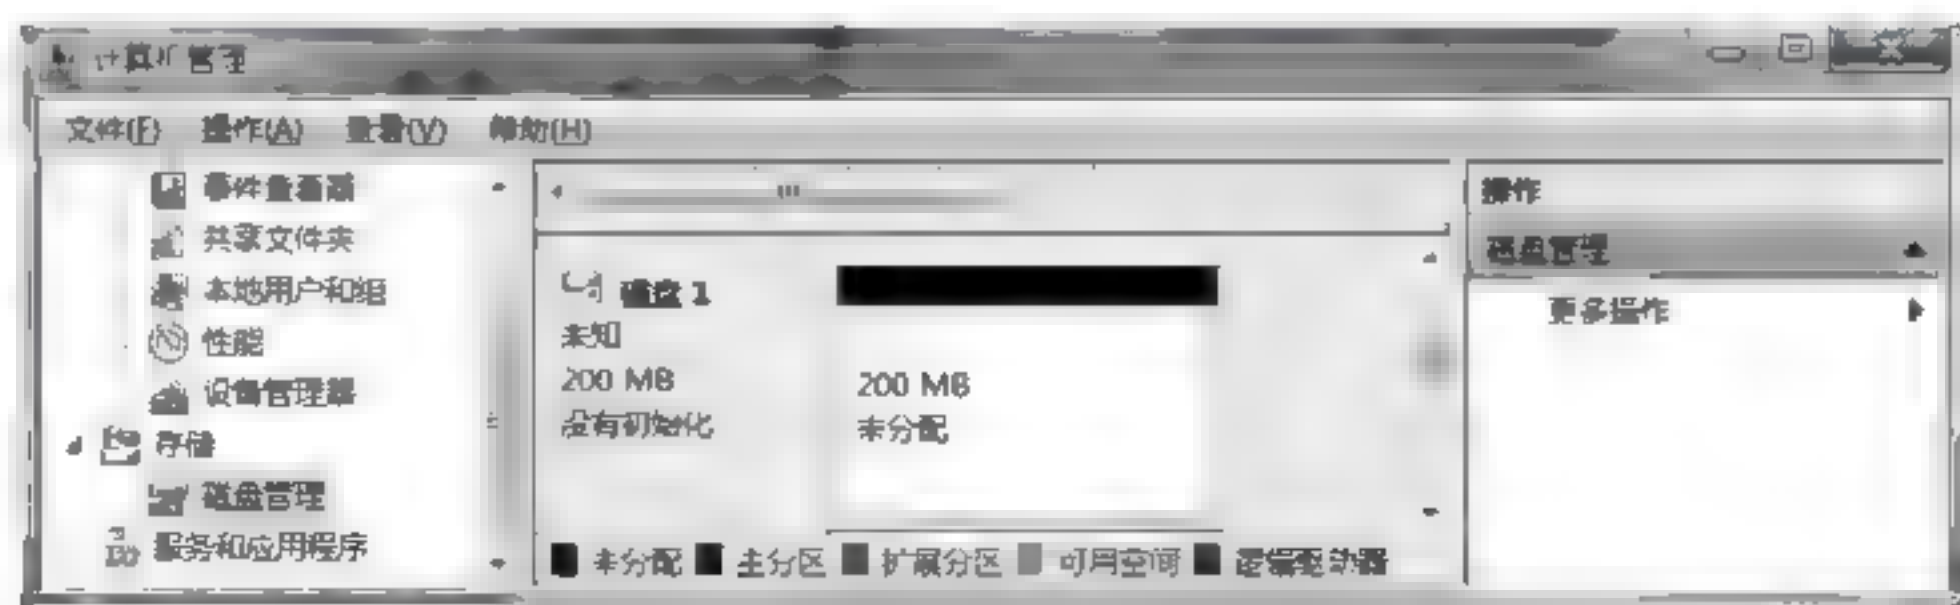 计算机管理
文件(F) 操作(A) 查看(V) 帮助(H)
事件查看器
共享文件夹
本地用户和组
性能
设备管理器
存储
磁盘管理
服务和应用程序
磁盘 1
未知
200 MB
没有初始化
200 MB
未分配
未分配 主分区 扩展分区 可用空间 逻辑驱动器
操作
磁盘管理
更多操作